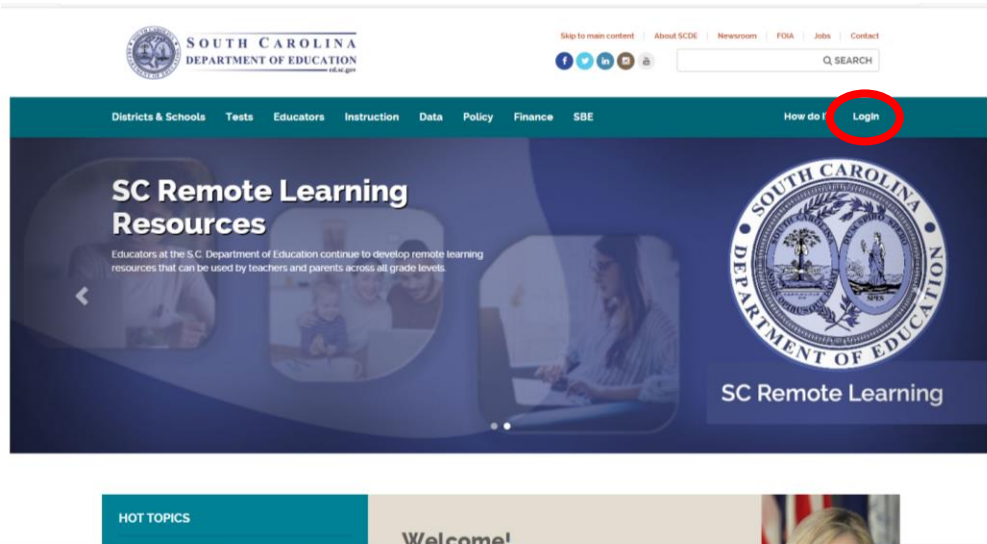 SOUTH CAROLINA
DEPARTMENT OF EDUCATION
ed.sc.gov
Skip to main content About SCDE Newsroom FOIA Jobs Contact
SEARCH
Districts & Schools Tests Educators Instruction Data Policy Finance SBE How do I Login
SC Remote Learning
Resources
Educators at the S.C. Department of Education continue to develop remote learning
resources that can be used by teachers and parents across all grade levels.
SOUTH CAROLINA
DEPARTMENT OF EDUCATION
SPES
SC Remote Learning
HOT TOPICS
Welcome!